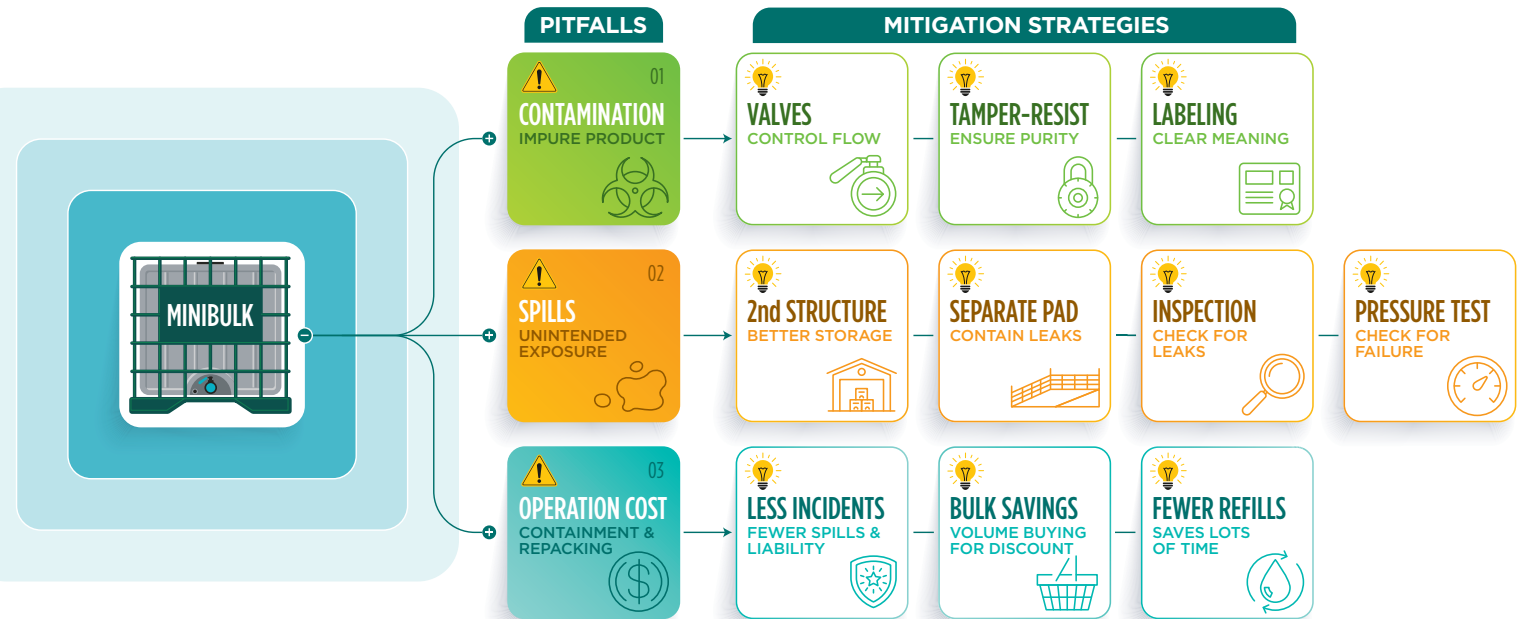 PITFALLS
MITIGATION STRATEGIES
MINIBULK
01
CONTAMINATION
IMPURE PRODUCT
VALVES
CONTROL FLOW
TAMPER-RESIST
ENSURE PURITY
LABELING
CLEAR MEANING
02
SPILLS
UNINTENDED
EXPOSURE
2nd STRUCTURE
BETTER STORAGE
SEPARATE PAD
CONTAIN LEAKS
INSPECTION
CHECK FOR
LEAKS
PRESSURE TEST
CHECK FOR
FAILURE
03
OPERATION COST
CONTAINMENT &
REPACKING
LESS INCIDENTS
FEWER SPILLS &
LIABILITY
BULK SAVINGS
VOLUME BUYING
FOR DISCOUNT
FEWER REFILLS
SAVES LOTS
OF TIME